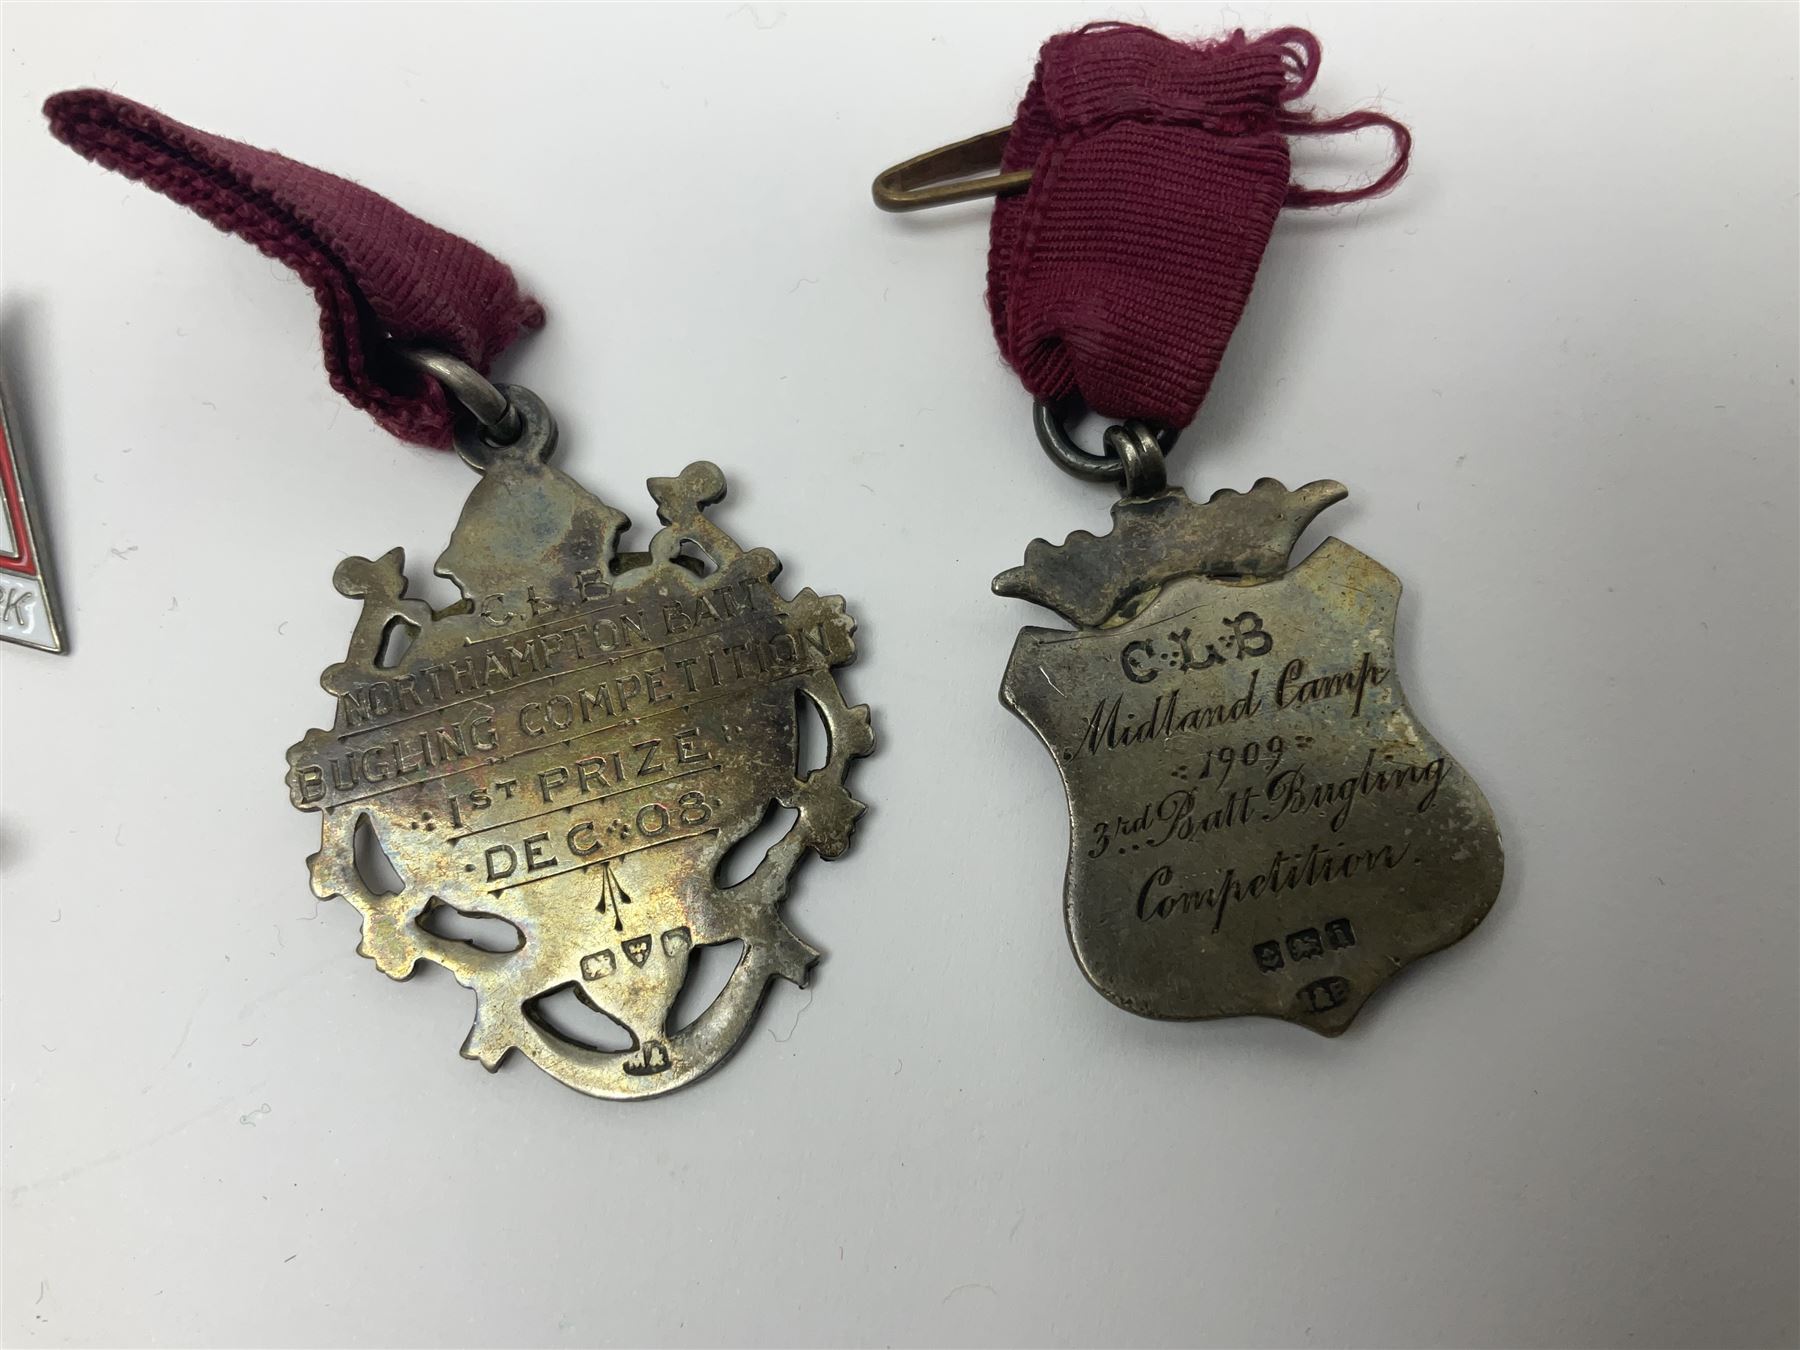 C.L.B
NORTHAMPTON BATT
BUGLING COMPETITION
1ST PRIZE
DEC 08
C.L.B
Midland Camp
1909
3rd Batt Bugling
Competition.